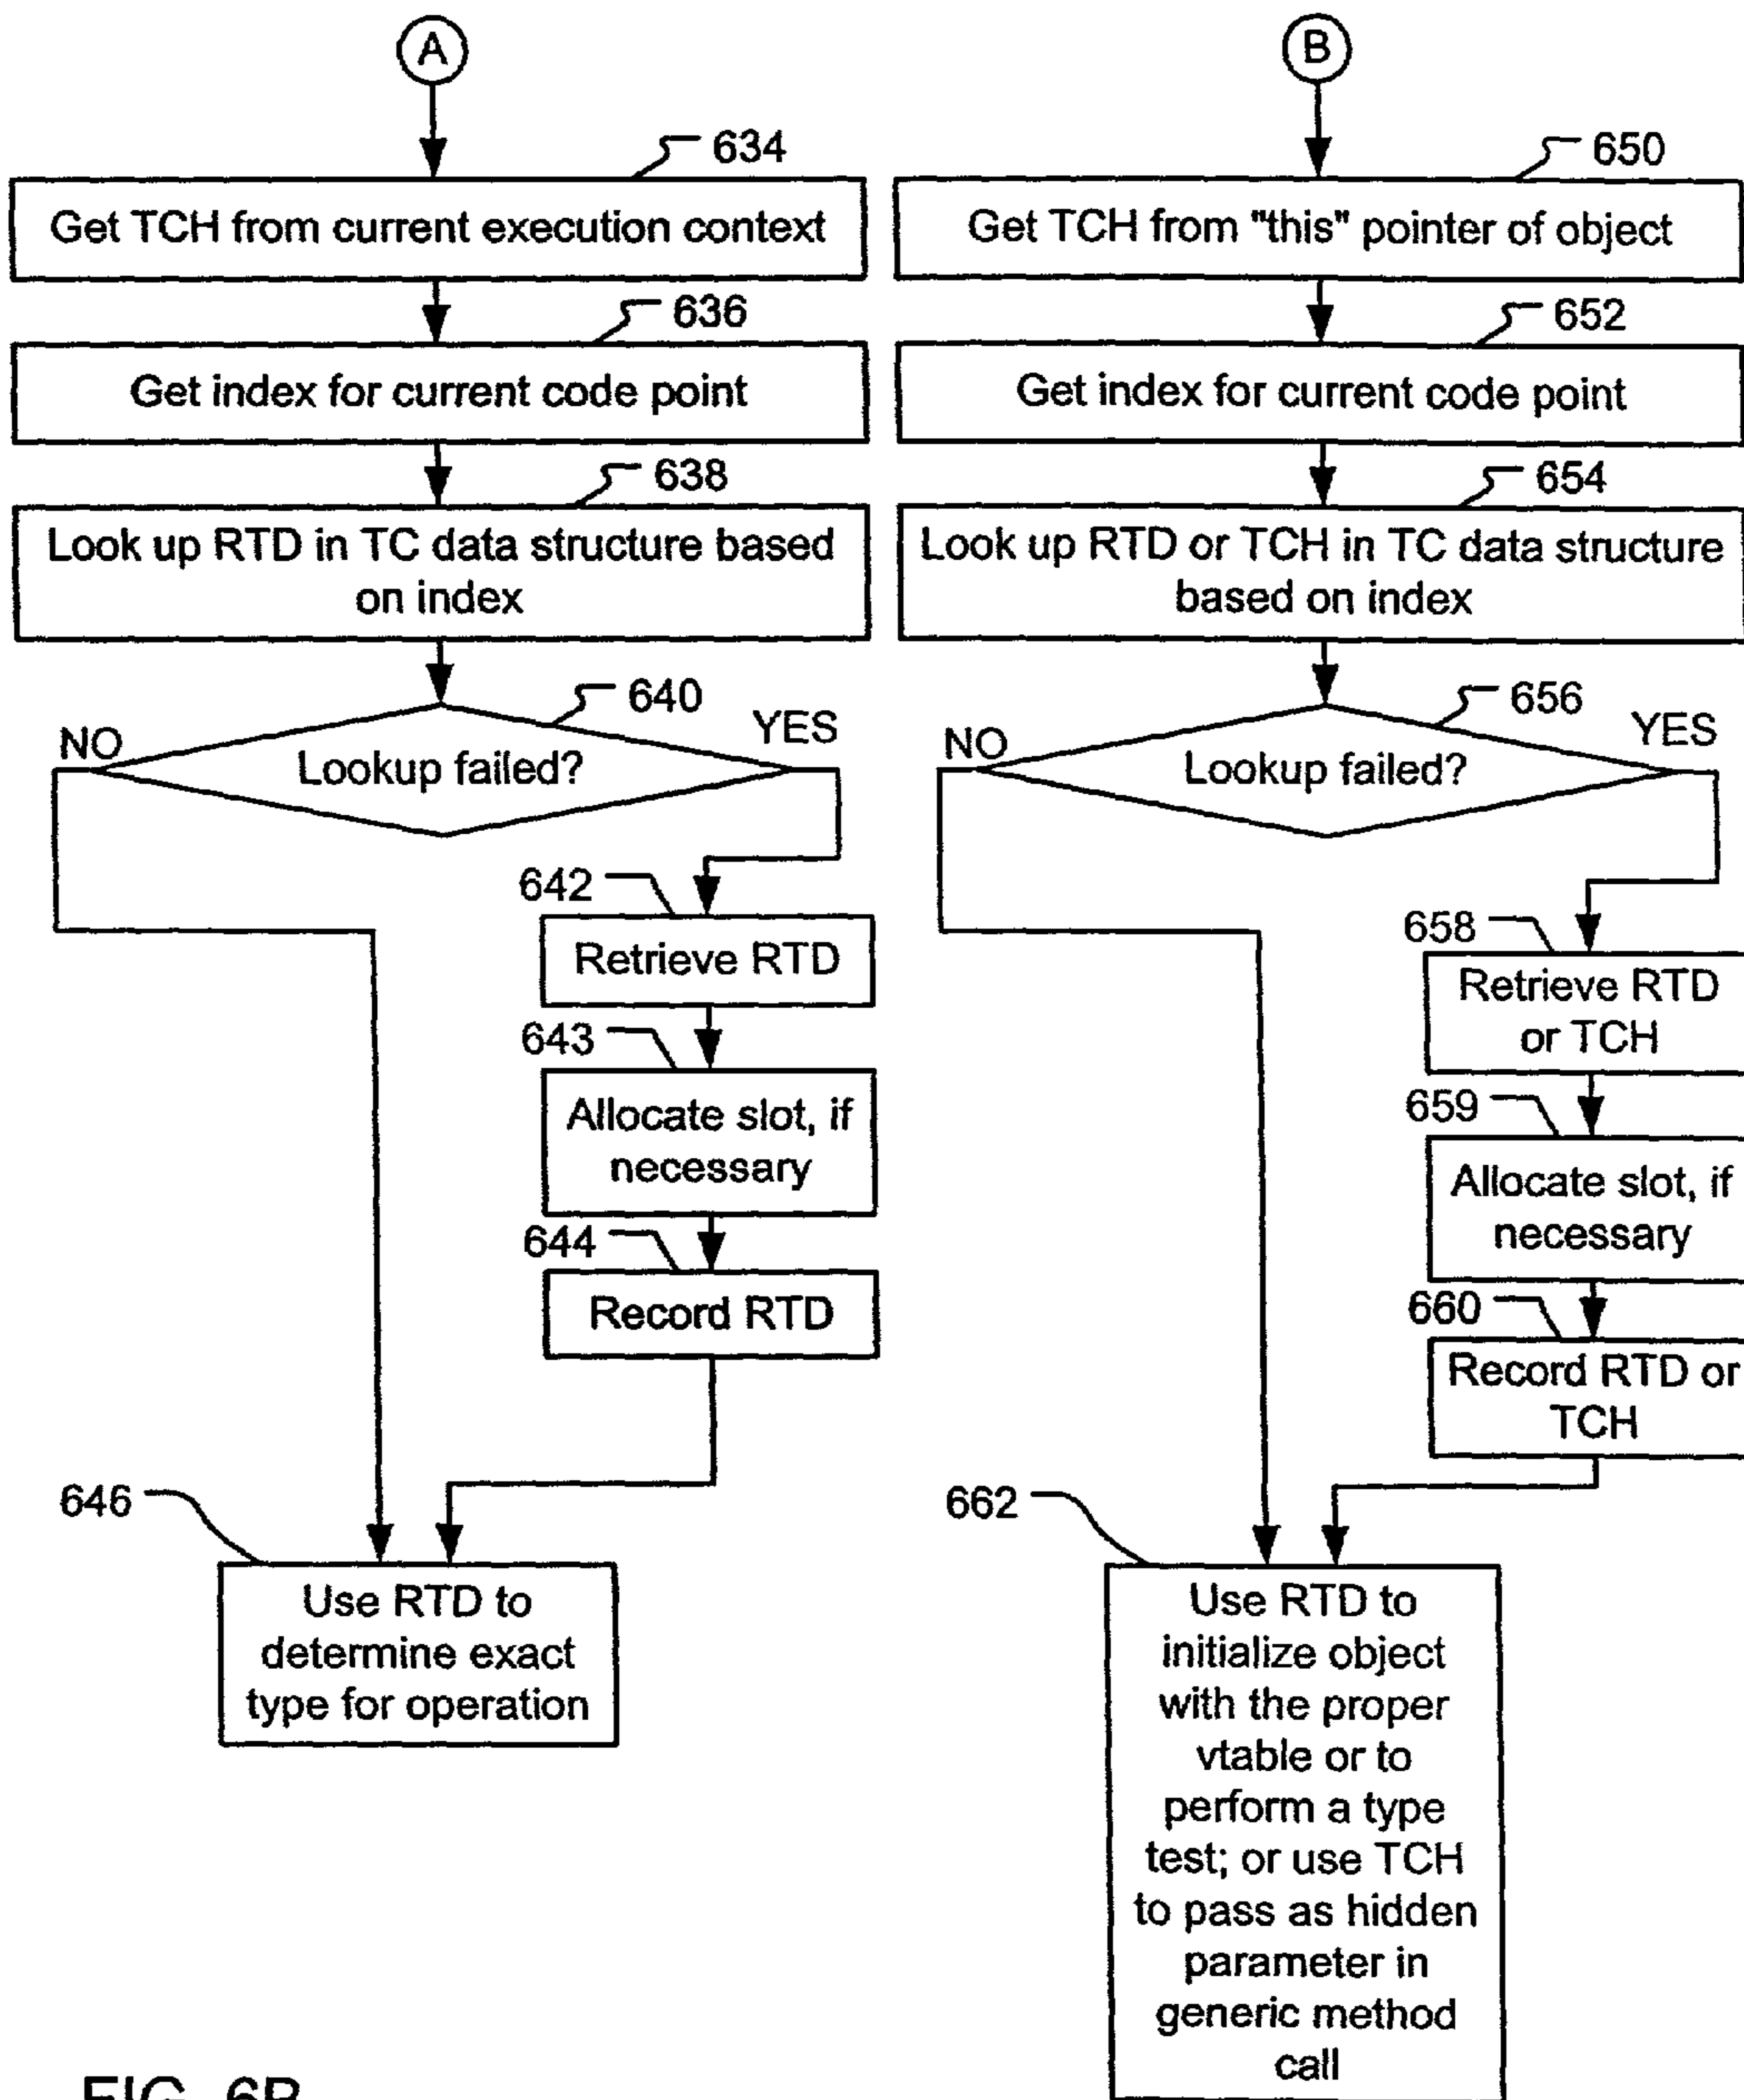 A
634
Get TCH from current execution context
636
Get index for current code point
638
Look up RTD in TC data structure based
on index
640
NO
YES
Lookup failed?
642
Retrieve RTD
643
Allocate slot, if
necessary
644
Record RTD
646
Use RTD to
determine exact
type for operation
B
650
Get TCH from "this" pointer of object
652
Get index for current code point
654
Look up RTD or TCH in TC data structure
based on index
656
NO
YES
Lookup failed?
658
Retrieve RTD
or TCH
659
Allocate slot, if
necessary
660
Record RTD or
TCH
662
Use RTD to
initialize object
with the proper
vtable or to
perform a type
test; or use TCH
to pass as hidden
parameter in
generic method
call
FIG. 6B